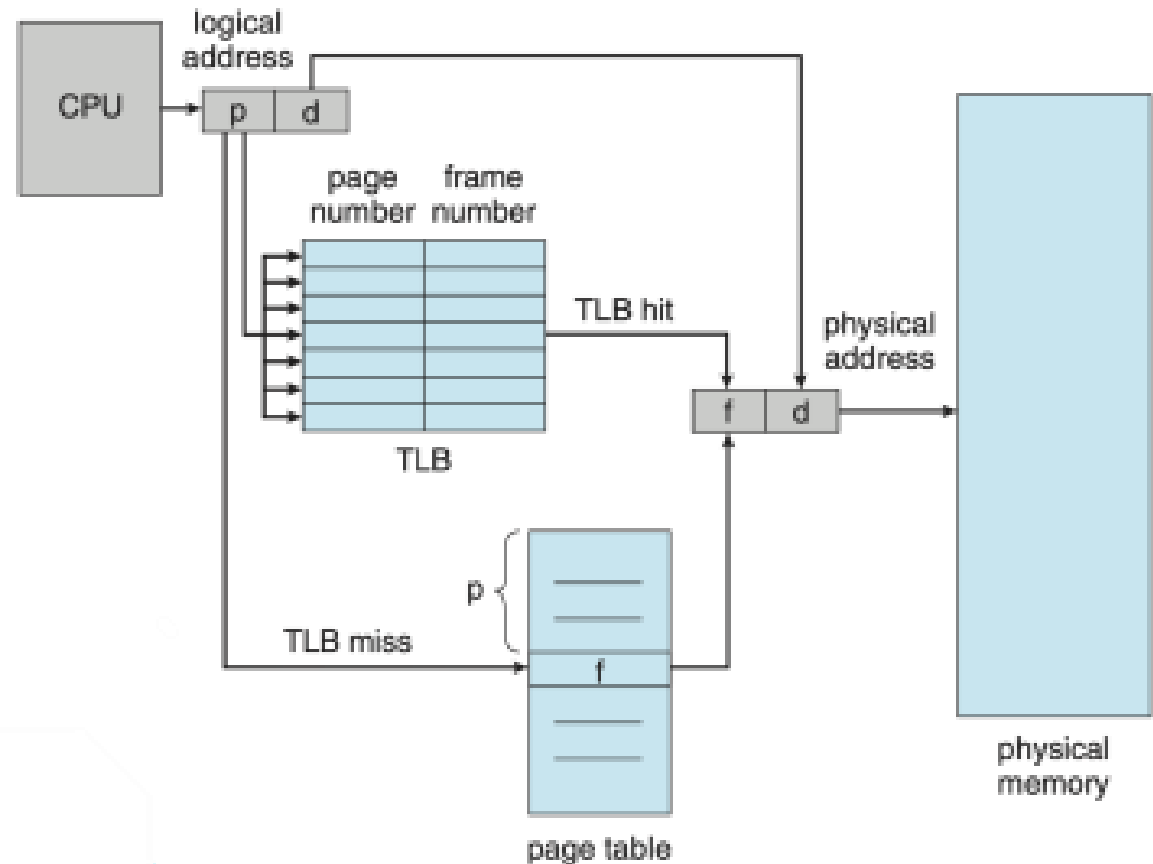 logical
address
CPU
p
d
page
number
frame
number
TLB hit
physical
address
f
d
TLB
p
TLB miss
f
physical
memory
page table